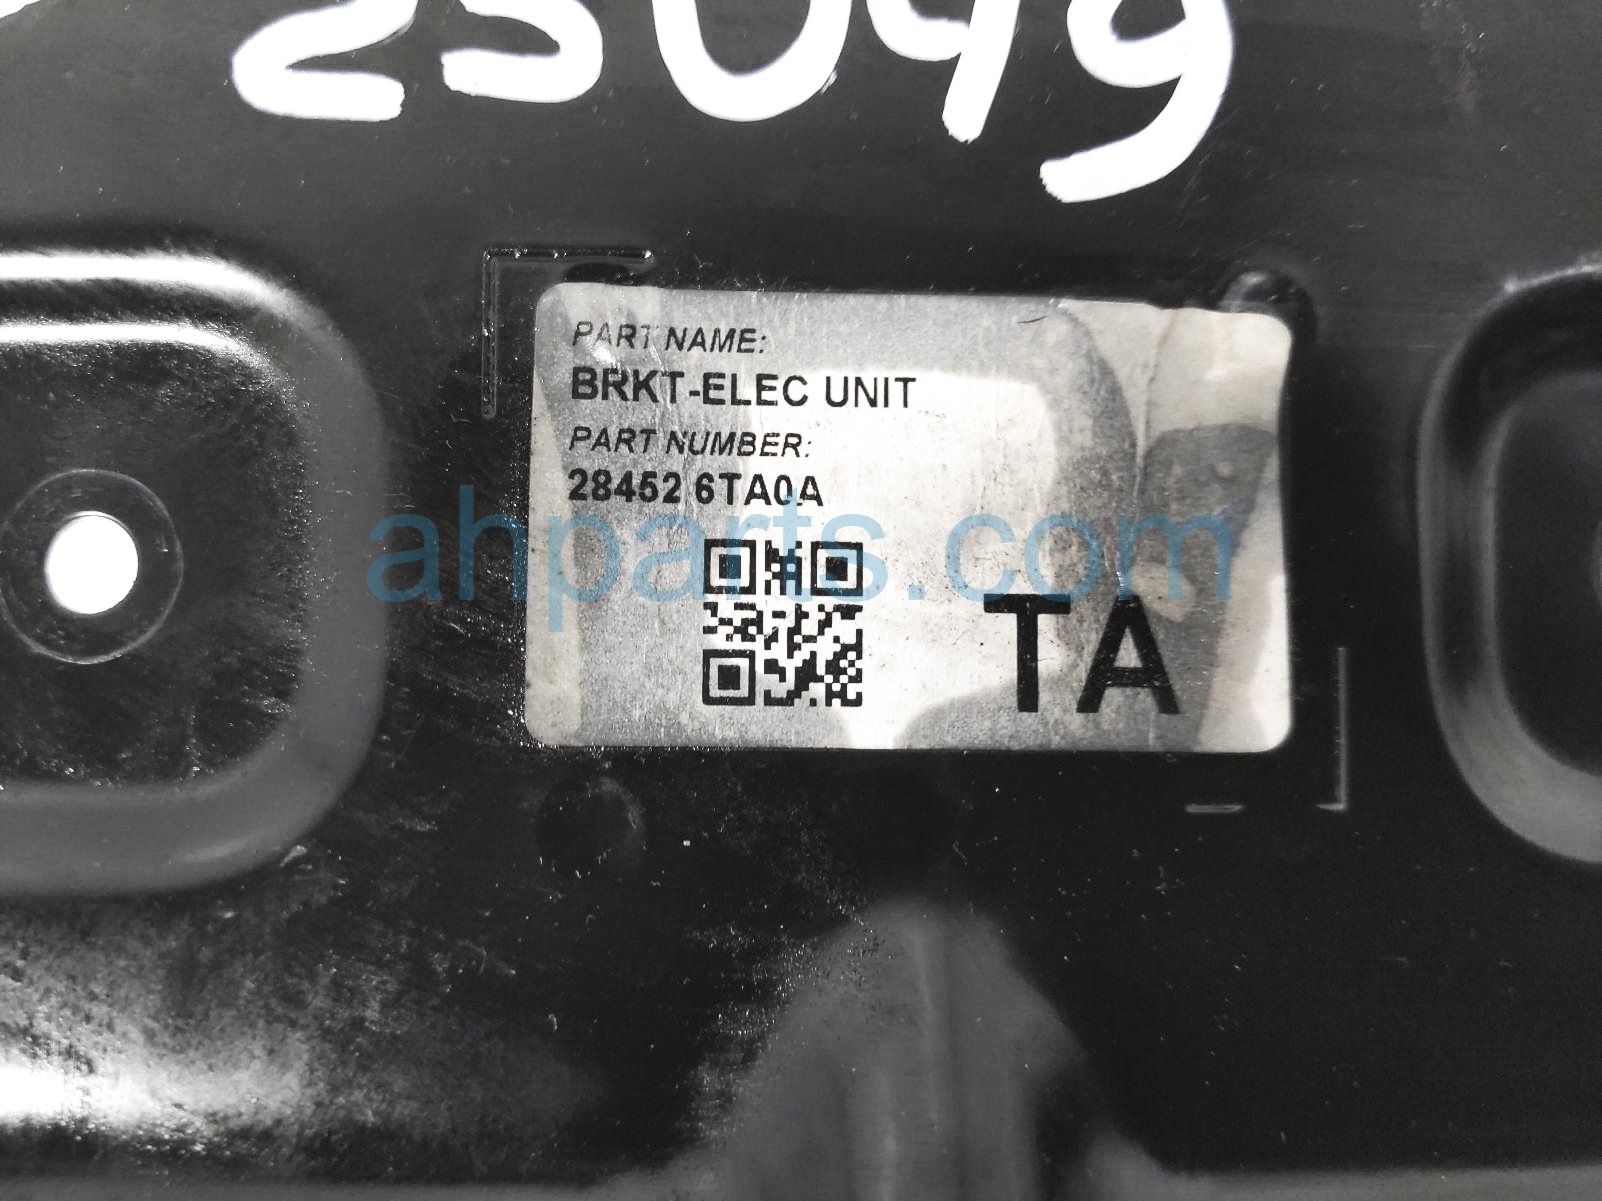 25049
PART NAME:
BRKT-ELEC UNIT
PART NUMBER:
28452 6TA0A
ahparts.com
TA